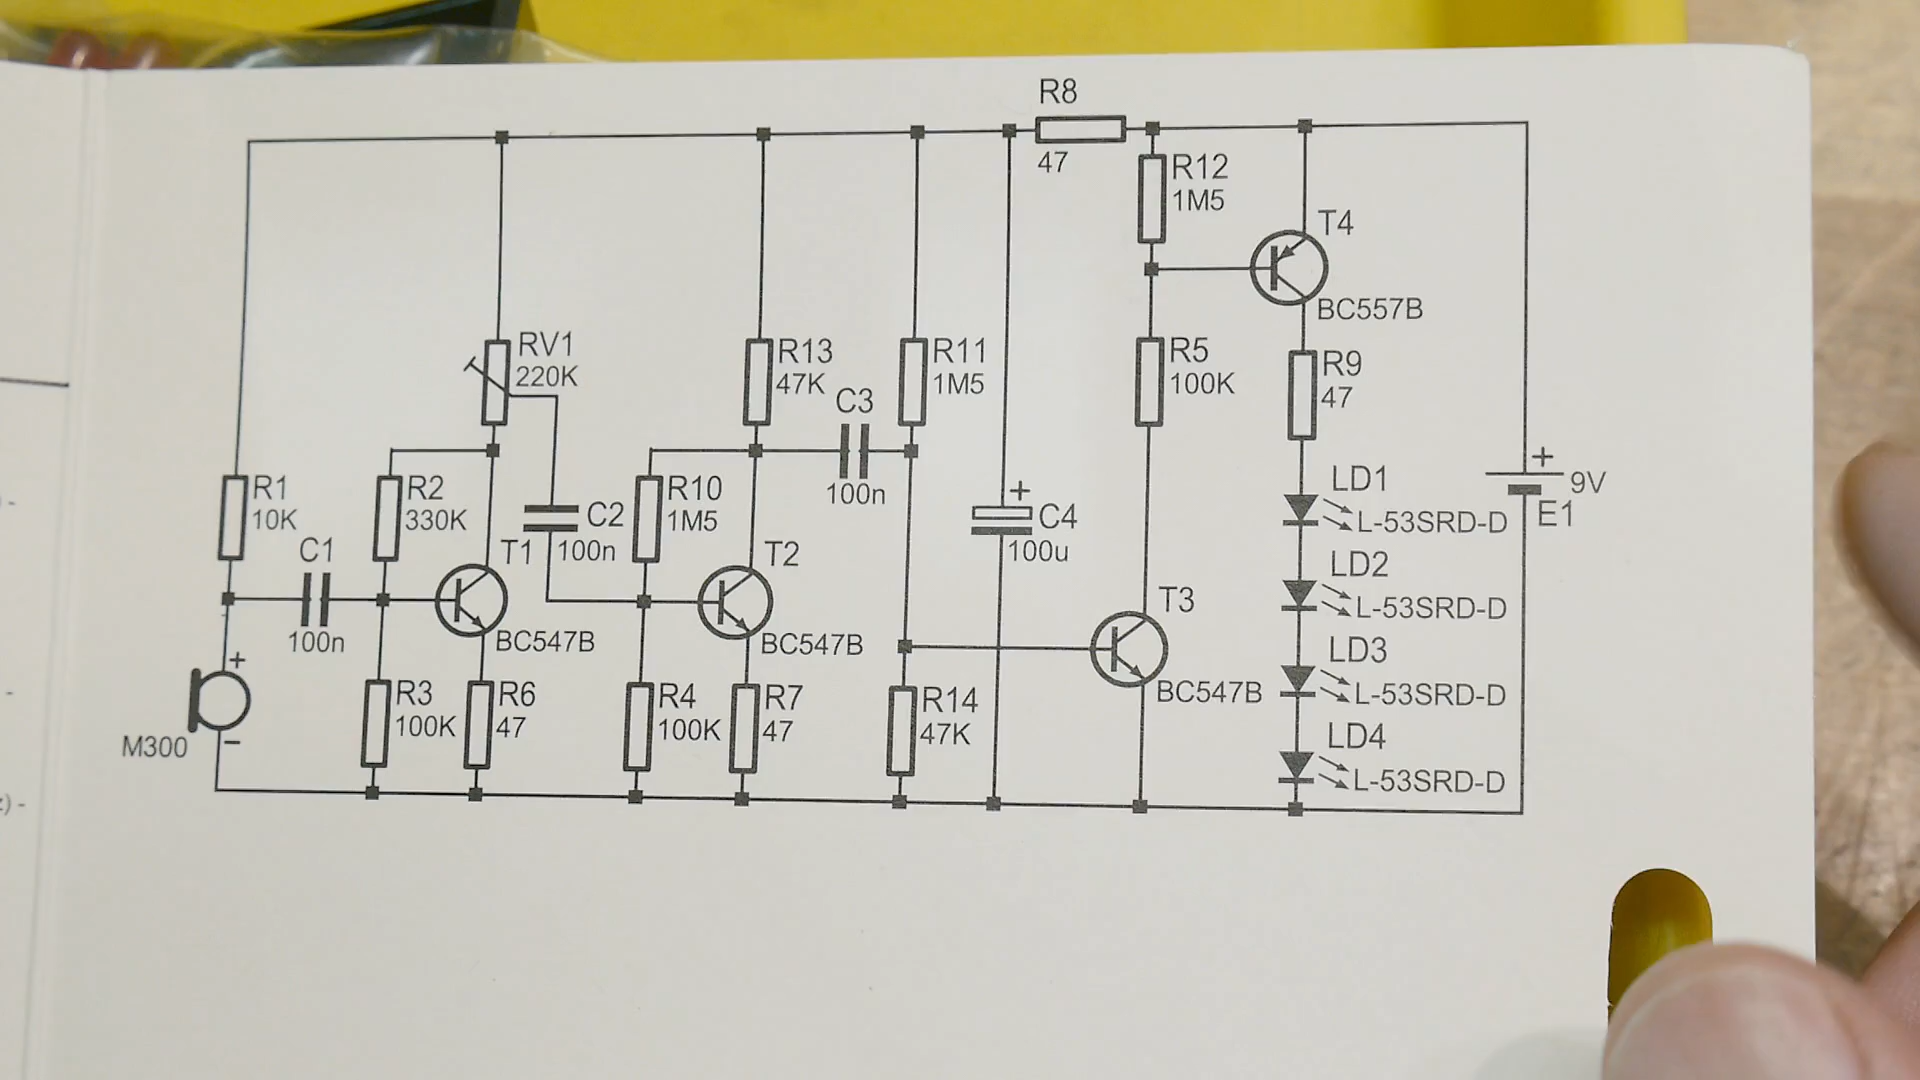 R8
47
R12
1M5
T4
BC557B
RV1
220K
R13
47K
R11
1M5
C3
100n
R5
100K
R9
47
R1
10K
R2
330K
C1
100n
T1
BC547B
C2
100n
R10
1M5
T2
BC547B
+
C4
100u
T3
BC547B
LD1
L-53SRD-D
LD2
L-53SRD-D
LD3
L-53SRD-D
LD4
L-53SRD-D
+
9V
E1
+
M300
−
R3
100K
R6
47
R4
100K
R7
47
R14
47K